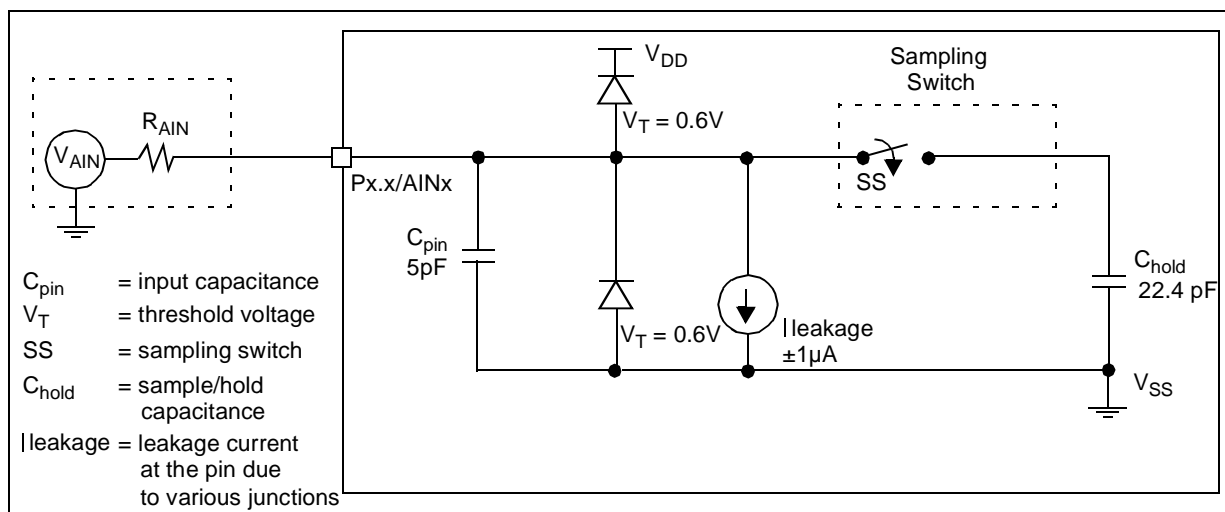 V_DD
Sampling
Switch
V_T = 0.6V
R_AIN
V_AIN
Px.x/AINx
SS
C_pin
5pF
C_hold
22.4 pF
V_T = 0.6V
I leakage
±1µA
V_SS
C_pin = input capacitance
V_T = threshold voltage
SS = sampling switch
C_hold = sample/hold
capacitance
I leakage = leakage current
at the pin due
to various junctions